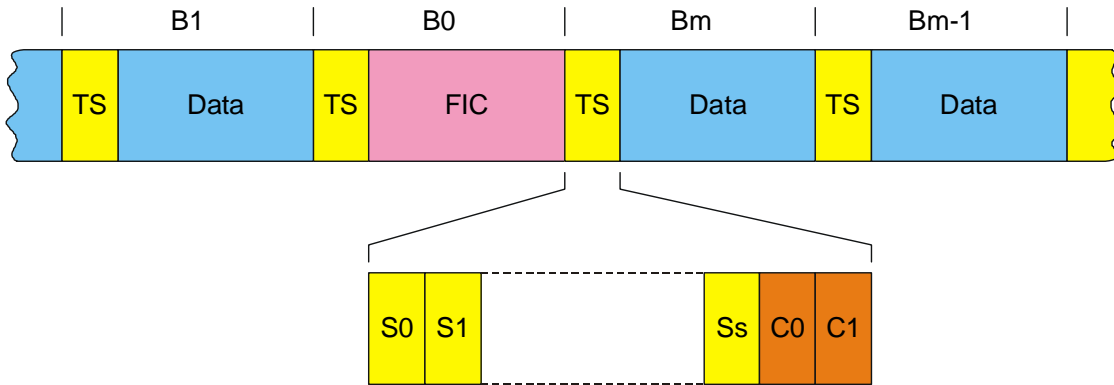 B1 B0 Bm Bm-1
TS Data TS FIC TS Data TS Data
S0 S1 Ss C0 C1